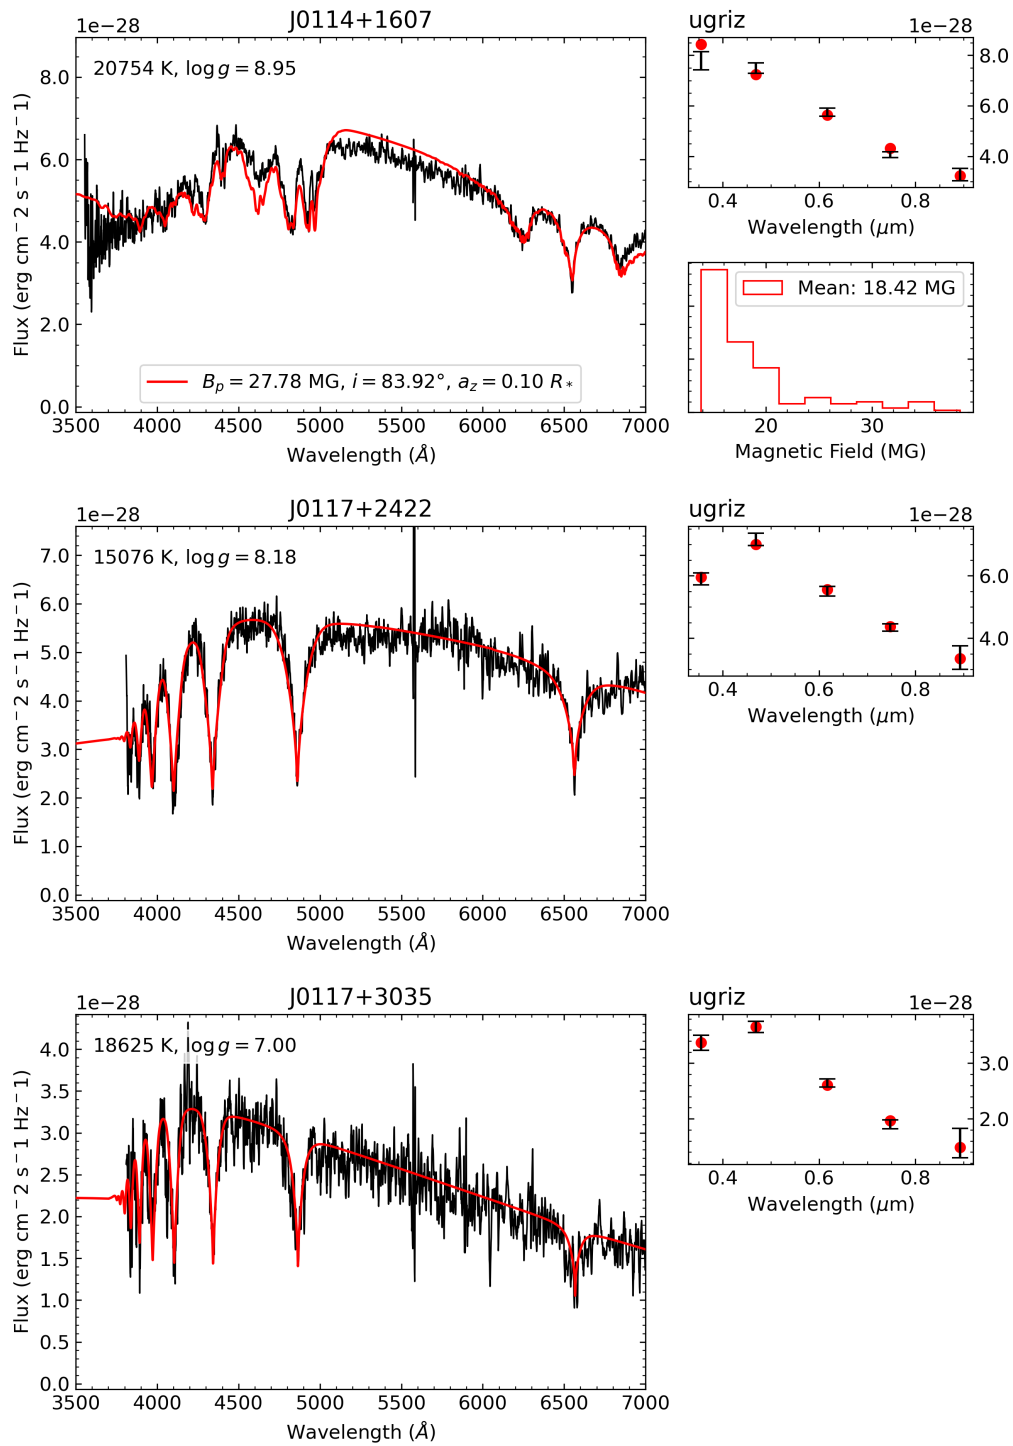 J0114+1607
1e−28
20754 K, log g = 8.95
Flux (erg cm−2 s−1 Hz−1)
8.0
6.0
4.0
2.0
0.0
B_p = 27.78 MG, i = 83.92°, a_z = 0.10 R_*
3500 4000 4500 5000 5500 6000 6500 7000
Wavelength (Å)
ugriz
1e−28
8.0
6.0
4.0
0.4 0.6 0.8
Wavelength (μm)
Mean: 18.42 MG
20 30
Magnetic Field (MG)
J0117+2422
1e−28
15076 K, log g = 8.18
Flux (erg cm−2 s−1 Hz−1)
7.0
6.0
5.0
4.0
3.0
2.0
1.0
0.0
3500 4000 4500 5000 5500 6000 6500 7000
Wavelength (Å)
ugriz
1e−28
6.0
4.0
0.4 0.6 0.8
Wavelength (μm)
J0117+3035
1e−28
18625 K, log g = 7.00
Flux (erg cm−2 s−1 Hz−1)
4.0
3.5
3.0
2.5
2.0
1.5
1.0
0.5
0.0
3500 4000 4500 5000 5500 6000 6500 7000
Wavelength (Å)
ugriz
1e−28
3.0
2.0
0.4 0.6 0.8
Wavelength (μm)